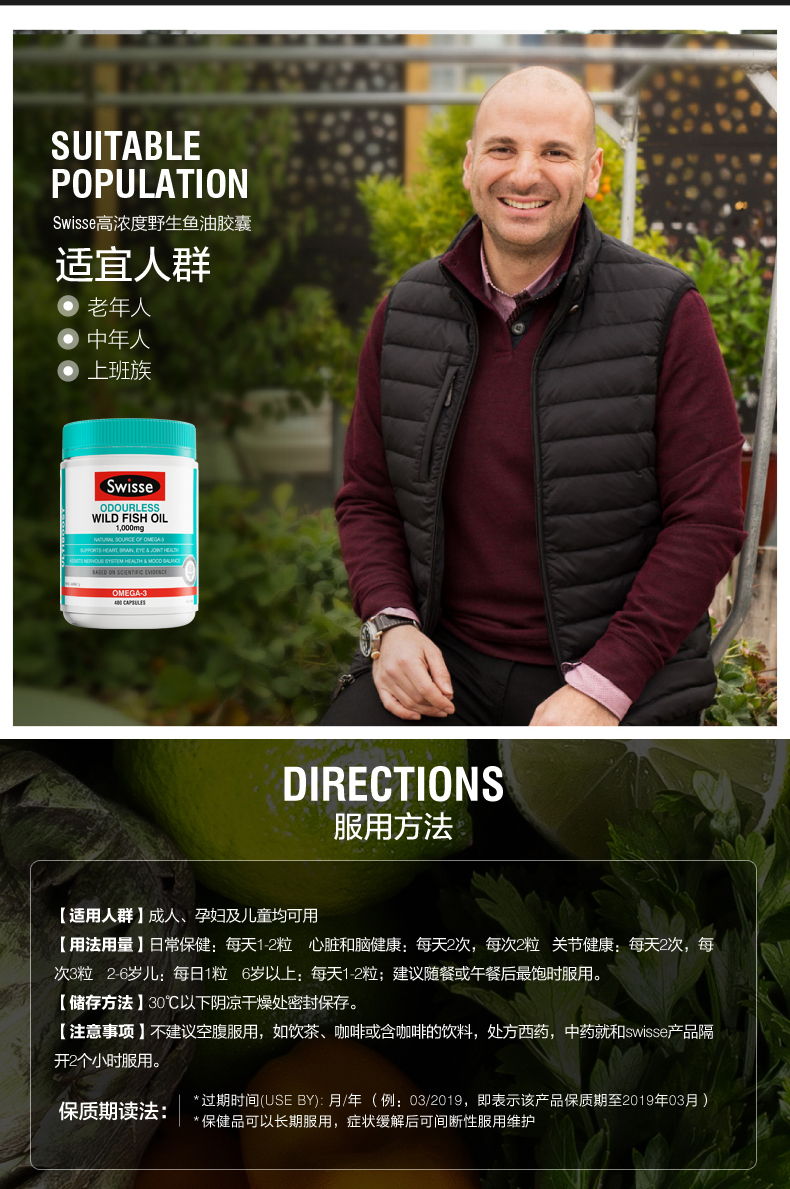 SUITABLE
POPULATION
Swisse高浓度野生鱼油胶囊
适宜人群
老年人
中年人
上班族
Swisse
ODOURLESS
WILD FISH OIL
1,000mg
NATURAL SOURCE OF OMEGA-3
SUPPORTS HEART, BRAIN, EYE & JOINT HEALTH
ASSISTS NERVOUS SYSTEM HEALTH & MOOD BALANCE
BASED ON SCIENTIFIC EVIDENCE
OMEGA-3
400 CAPSULES
DIRECTIONS
服用方法
【适用人群】成人、孕妇及儿童均可用
【用法用量】日常保健：每天1-2粒 心脏和脑健康：每天2次，每次2粒 关节健康：每天2次，每
次3粒 2-6岁儿：每日1粒 6岁以上：每天1-2粒；建议随餐或午餐后最饱时服用。
【储存方法】30℃以下阴凉干燥处密封保存。
【注意事项】不建议空腹服用，如饮茶、咖啡或含咖啡的饮料，处方西药，中药就和swisse产品隔
开2个小时服用。
保质期读法：
*过期时间(USE BY): 月/年（例：03/2019，即表示该产品保质期至2019年03月）
*保健品可以长期服用，症状缓解后可间断性服用维护